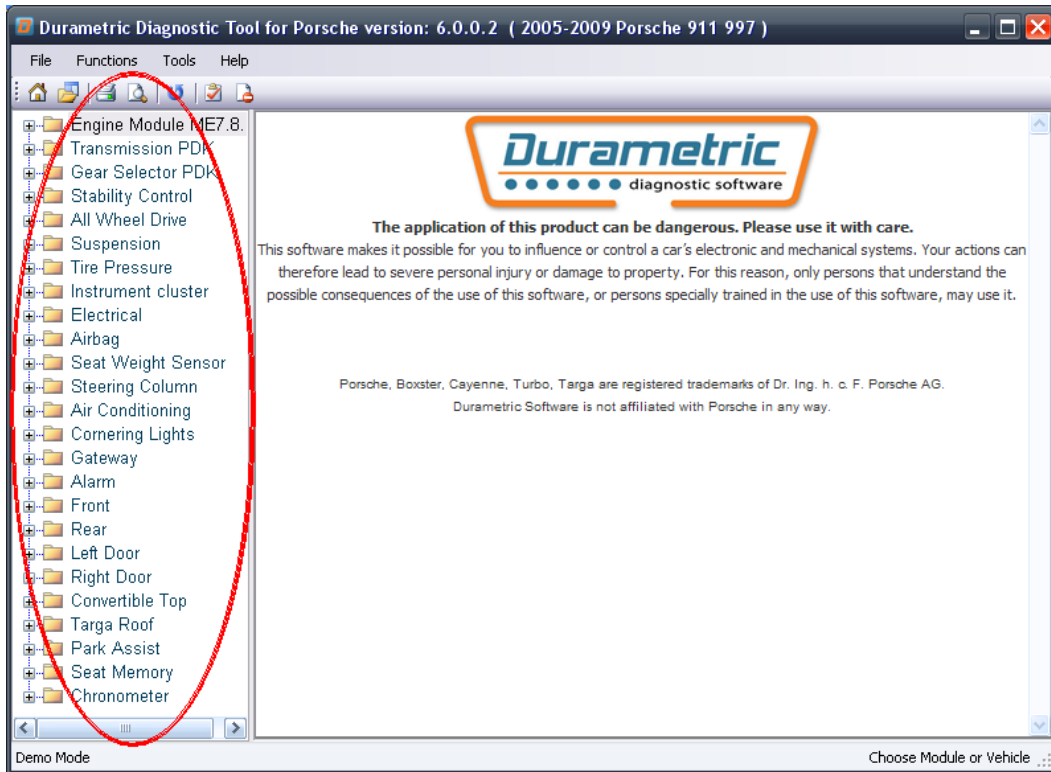 Durametric Diagnostic Tool for Porsche version: 6.0.0.2 ( 2005-2009 Porsche 911 997 )
File Functions Tools Help
Engine Module ME7.8.
Transmission PDK
Gear Selector PDK
Stability Control
All Wheel Drive
Suspension
Tire Pressure
Instrument cluster
Electrical
Airbag
Seat Weight Sensor
Steering Column
Air Conditioning
Cornering Lights
Gateway
Alarm
Front
Rear
Left Door
Right Door
Convertible Top
Targa Roof
Park Assist
Seat Memory
Chronometer
Durametric
diagnostic software
The application of this product can be dangerous. Please use it with care.
This software makes it possible for you to influence or control a car's electronic and mechanical systems. Your actions can
therefore lead to severe personal injury or damage to property. For this reason, only persons that understand the
possible consequences of the use of this software, or persons specially trained in the use of this software, may use it.
Porsche, Boxster, Cayenne, Turbo, Targa are registered trademarks of Dr. Ing. h. c. F. Porsche AG.
Durametric Software is not affiliated with Porsche in any way.
Demo Mode
Choose Module or Vehicle